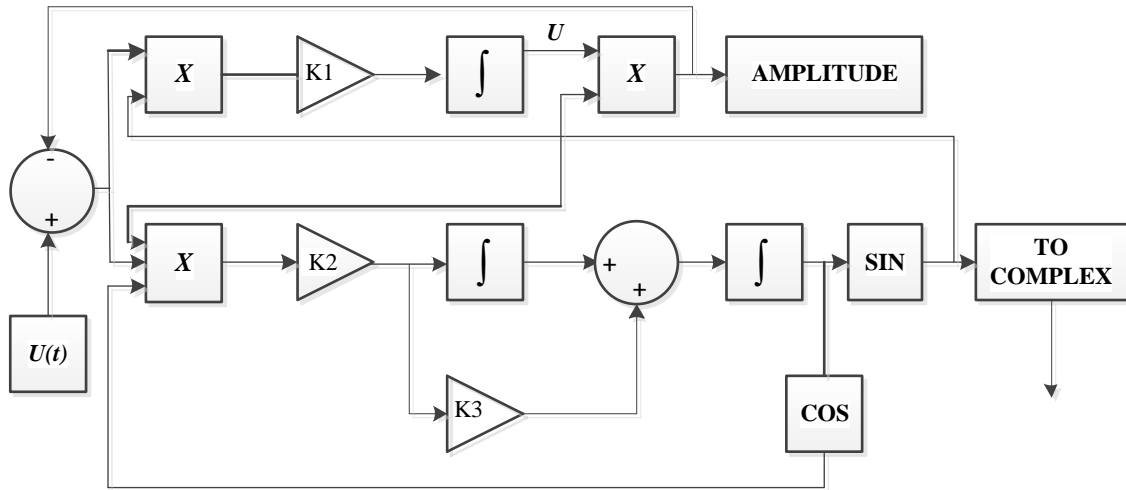 U
X
K1
∫
X
AMPLITUDE
-
+
X
K2
∫
+
+
∫
SIN
TO
COMPLEX
U(t)
K3
COS